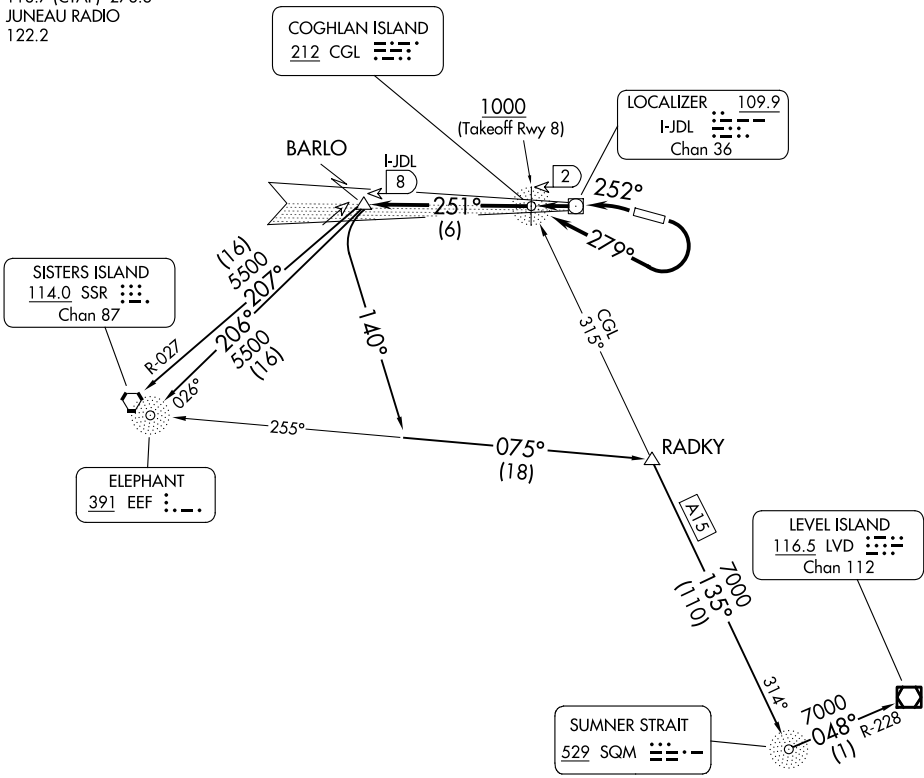 JUNEAU RADIO
122.2
COGHLAN ISLAND
212 CGL
1000
(Takeoff Rwy 8)
LOCALIZER 109.9
I-JDL
Chan 36
BARLO
I-JDL
8
2
252°
251°
(6)
279°
SISTERS ISLAND
114.0 SSR
Chan 87
(16)
5500
207°
206°
5500
(16)
R-027
026°
140°
CGL
315°
255°
075°
(18)
RADKY
ELEPHANT
391 EEF
A15
7000
135°
(110)
LEVEL ISLAND
116.5 LVD
Chan 112
314°
7000
048°
(1)
R-228
SUMNER STRAIT
529 SQM